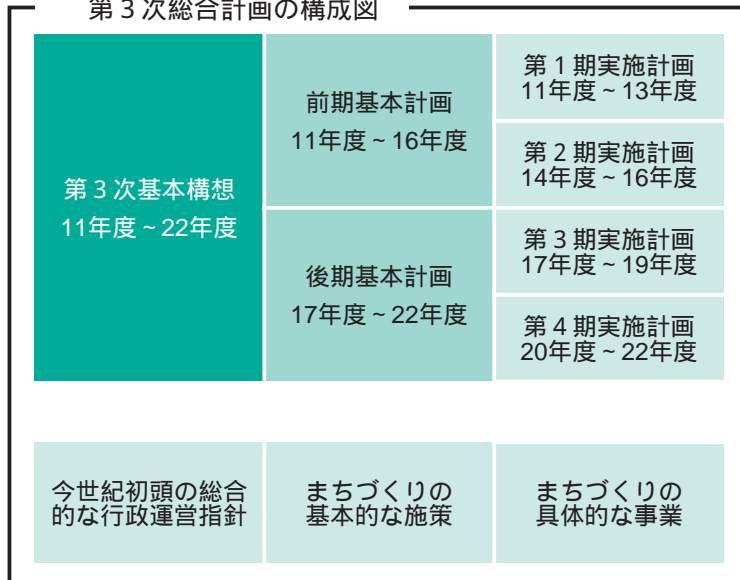 第３次総合計画の構成図
第３次基本構想
11年度～22年度
前期基本計画
11年度～16年度
後期基本計画
17年度～22年度
第１期実施計画
11年度～13年度
第２期実施計画
14年度～16年度
第３期実施計画
17年度～19年度
第４期実施計画
20年度～22年度
今世紀初頭の総合
的な行政運営指針
まちづくりの
基本的な施策
まちづくりの
具体的な事業